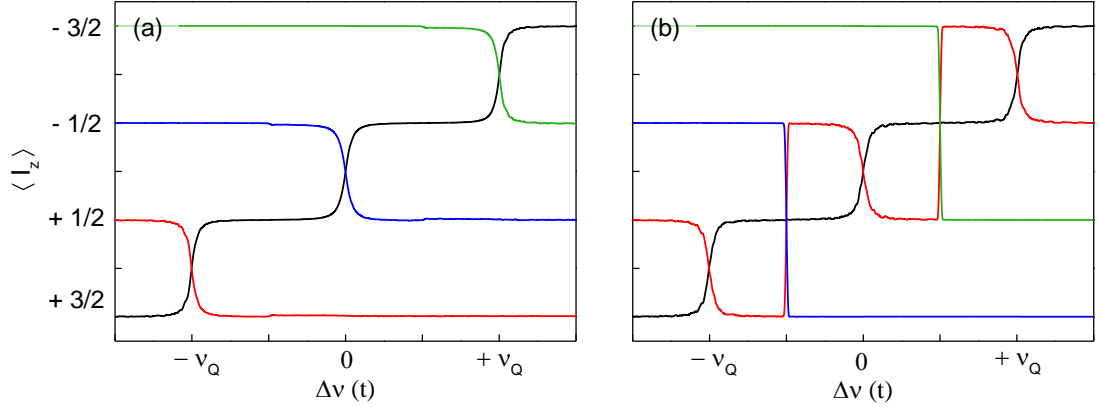 (a)
(b)
- 3/2
- 1/2
+ 1/2
+ 3/2
⟨ I_z ⟩
− ν_Q
0
+ ν_Q
Δν (t)
− ν_Q
0
+ ν_Q
Δν (t)